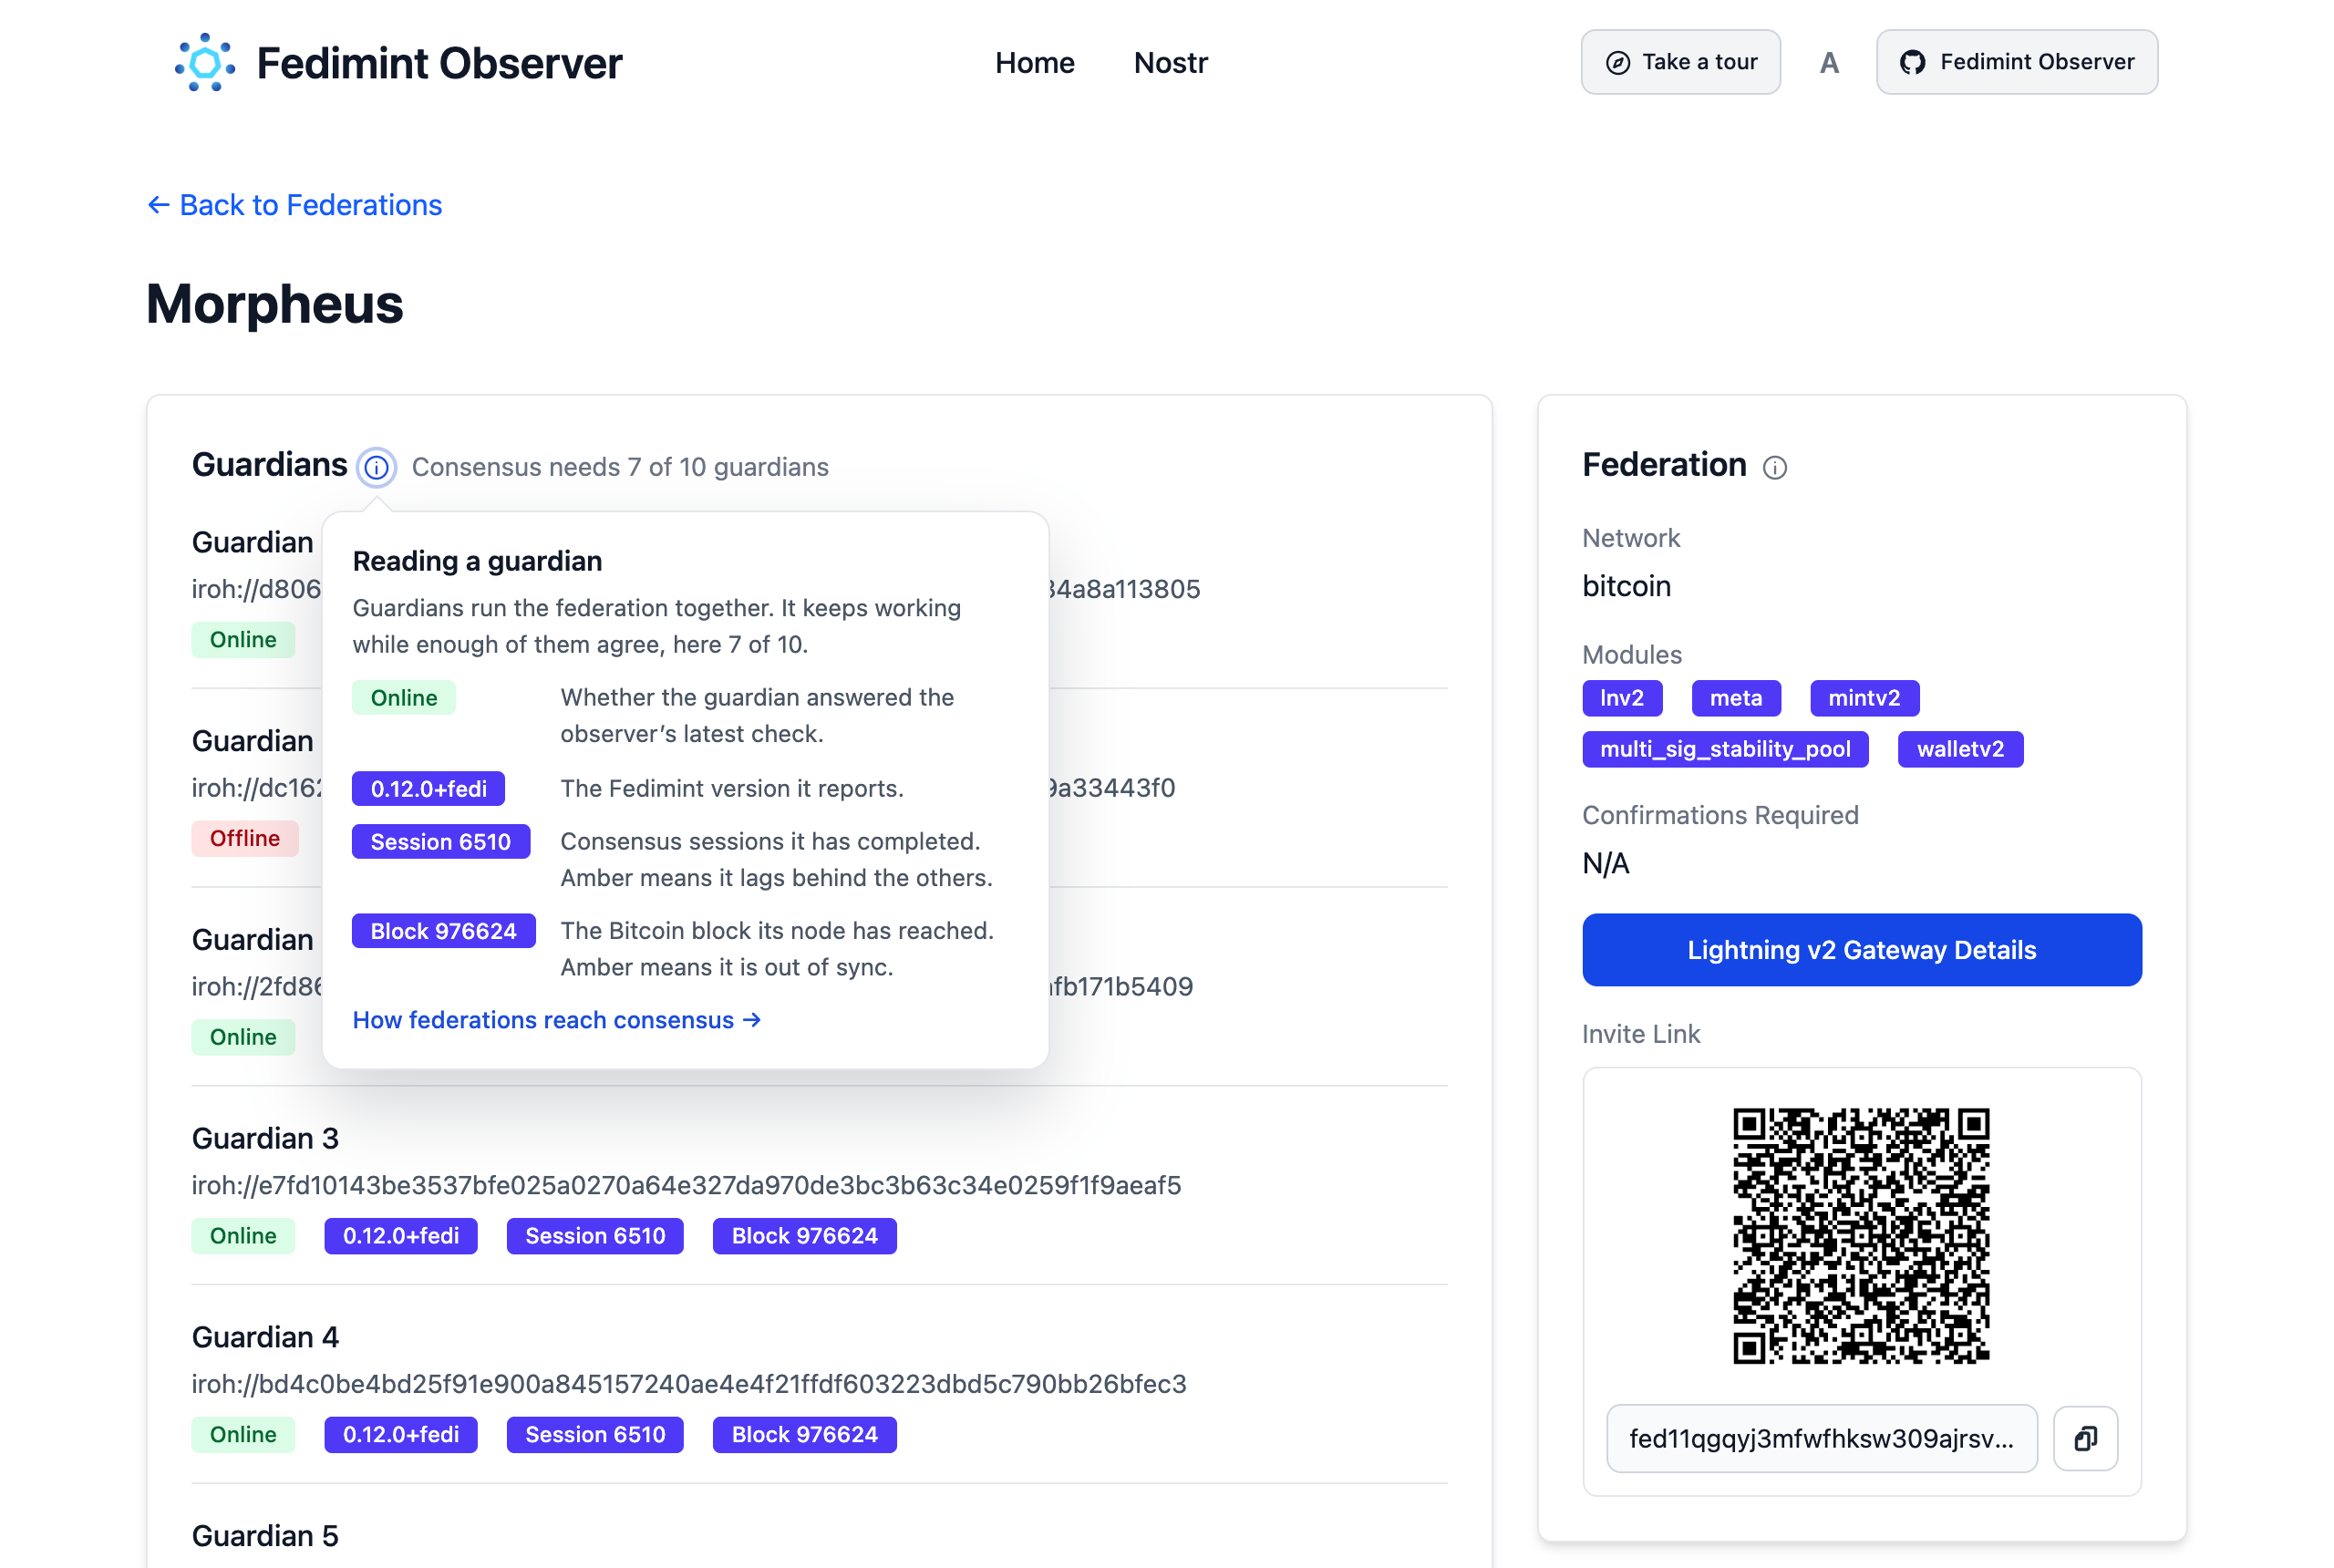 Fedimint Observer
Home
Nostr
Take a tour
A
Fedimint Observer
← Back to Federations
Morpheus
Guardians
Consensus needs 7 of 10 guardians
Guardian
iroh://d806
34a8a113805
Online
Guardian
iroh://dc162
9a33443f0
Offline
Guardian
iroh://2fd86
afb171b5409
Online
Reading a guardian
Guardians run the federation together. It keeps working
while enough of them agree, here 7 of 10.
Online
Whether the guardian answered the
observer’s latest check.
0.12.0+fedi
The Fedimint version it reports.
Session 6510
Consensus sessions it has completed.
Amber means it lags behind the others.
Block 976624
The Bitcoin block its node has reached.
Amber means it is out of sync.
How federations reach consensus →
Guardian 3
iroh://e7fd10143be3537bfe025a0270a64e327da970de3bc3b63c34e0259f1f9aeaf5
Online
0.12.0+fedi
Session 6510
Block 976624
Guardian 4
iroh://bd4c0be4bd25f91e900a845157240ae4e4f21ffdf603223dbd5c790bb26bfec3
Online
0.12.0+fedi
Session 6510
Block 976624
Guardian 5
Federation
Network
bitcoin
Modules
lnv2
meta
mintv2
multi_sig_stability_pool
walletv2
Confirmations Required
N/A
Lightning v2 Gateway Details
Invite Link
fed11qgqyj3mfwfhksw309ajrsv...